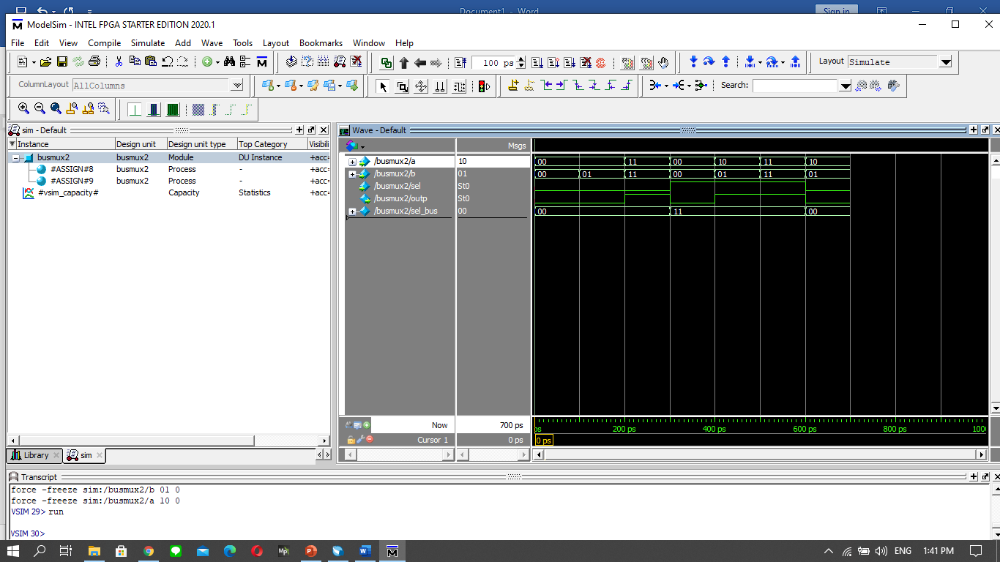 Document1 - Word
Sign in
ModelSim - INTEL FPGA STARTER EDITION 2020.1
File Edit View Compile Simulate Add Wave Tools Layout Bookmarks Window Help
100 ps
Layout Simulate
ColumnLayout AllColumns
Search:
sim - Default
Instance Design unit Design unit type Top Category Visibili
busmux2 busmux2 Module DU Instance +acc=
#ASSIGN#8 busmux2 Process - +acc=
#ASSIGN#9 busmux2 Process - +acc=
#vsim_capacity# Capacity Statistics +acc=
Library sim
Wave - Default
Msgs
/busmux2/a 10 00 11 00 10 11 10
/busmux2/b 01 00 01 11 00 01 11 01
/busmux2/sel St0
/busmux2/outp St0
/busmux2/sel_bus 00 00 11 00
Now 700 ps ps 200 ps 400 ps 600 ps 800 ps 1000
Cursor 1 0 ps 0 ps
Transcript
force -freeze sim:/busmux2/b 01 0
force -freeze sim:/busmux2/a 10 0
VSIM 29> run
VSIM 30>
ENG 1:41 PM